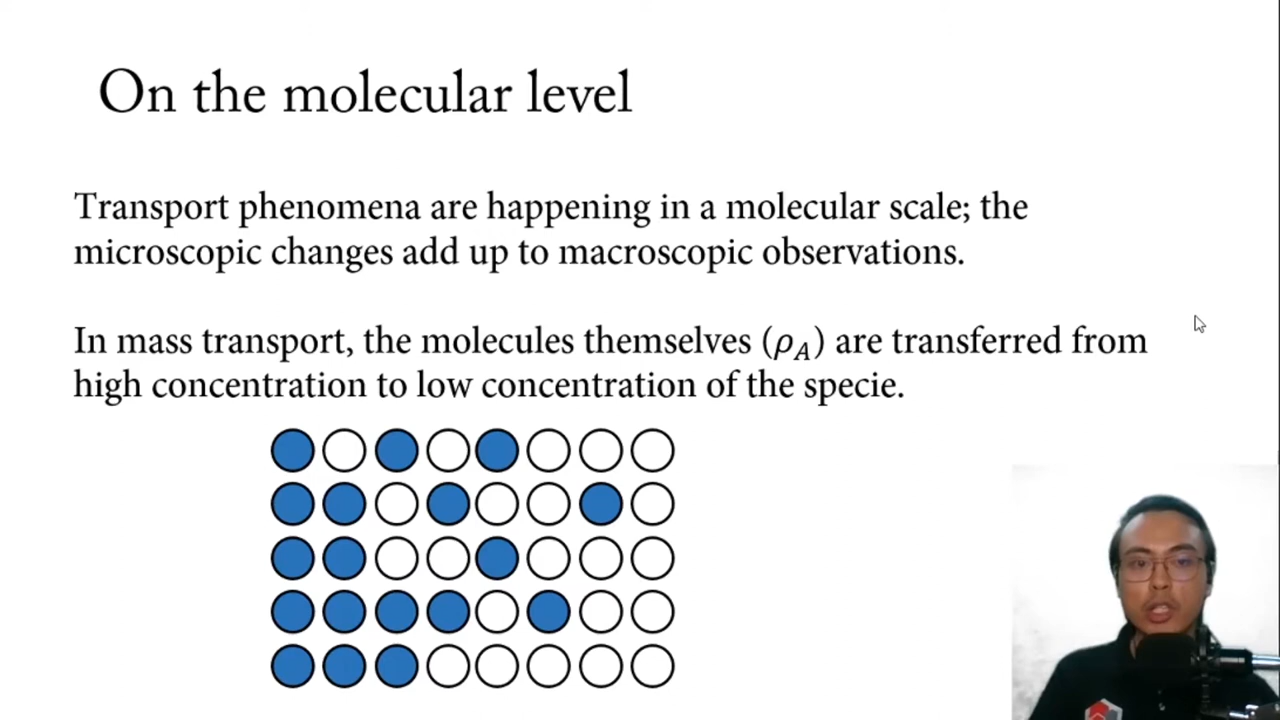 On the molecular level
Transport phenomena are happening in a molecular scale; the
microscopic changes add up to macroscopic observations.
In mass transport, the molecules themselves (ρ_A) are transferred from
high concentration to low concentration of the specie.